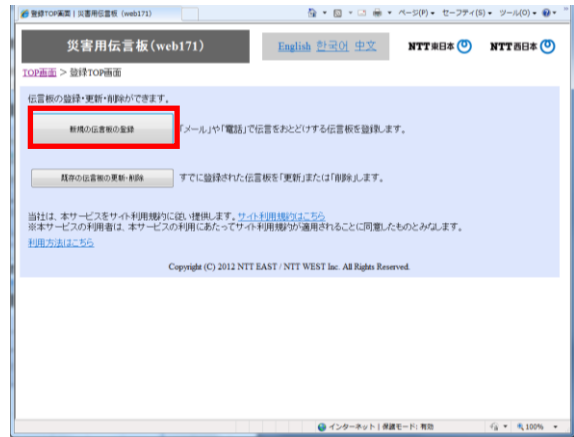 登録TOP画面 | 災害用伝言板 (web171)
ページ(P) セーフティ(S) ツール(O)
災害用伝言板(web171) English 한국어 中文 NTT東日本 NTT西日本
TOP画面 > 登録TOP画面
伝言板の登録・更新・削除ができます。
新規の伝言板の登録 「メール」や「電話」で伝言をおとどけする伝言板を登録します。
既存の伝言板の更新・削除 すでに登録された伝言板を「更新」または「削除」します。
当社は、本サービスをサイト利用規約に従い提供します。サイト利用規約はこちら
※本サービスの利用者は、本サービスの利用にあたってサイト利用規約が適用されることに同意したものとみなします。
利用方法はこちら
Copyright (C) 2012 NTT EAST / NTT WEST Inc. All Rights Reserved.
インターネット | 保護モード: 有効 100%